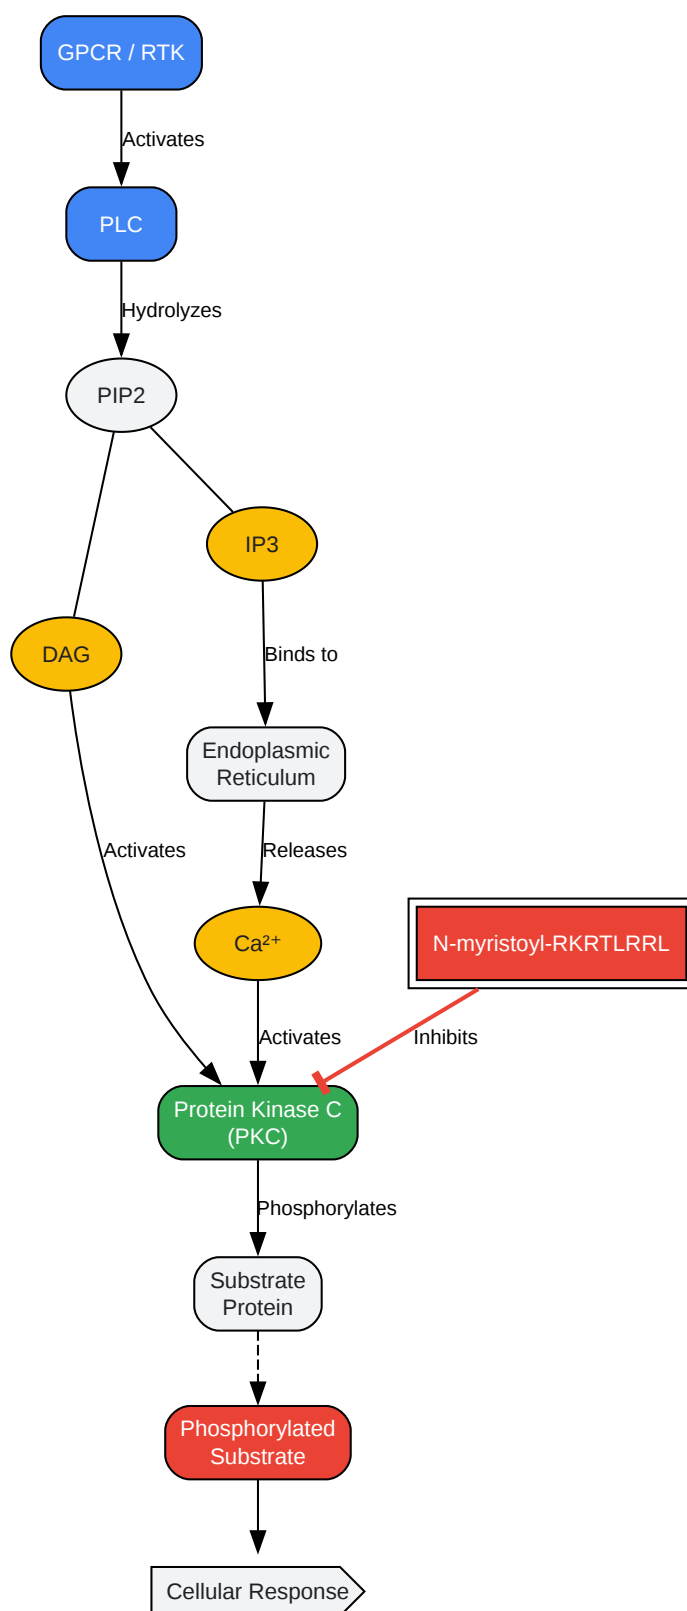 GPCR / RTK
Activates
PLC
Hydrolyzes
PIP2
IP3
DAG
Binds to
Endoplasmic
Reticulum
Activates
Releases
Ca²⁺
N-myristoyl-RKRTLRRL
Activates
Inhibits
Protein Kinase C
(PKC)
Phosphorylates
Substrate
Protein
Phosphorylated
Substrate
Cellular Response